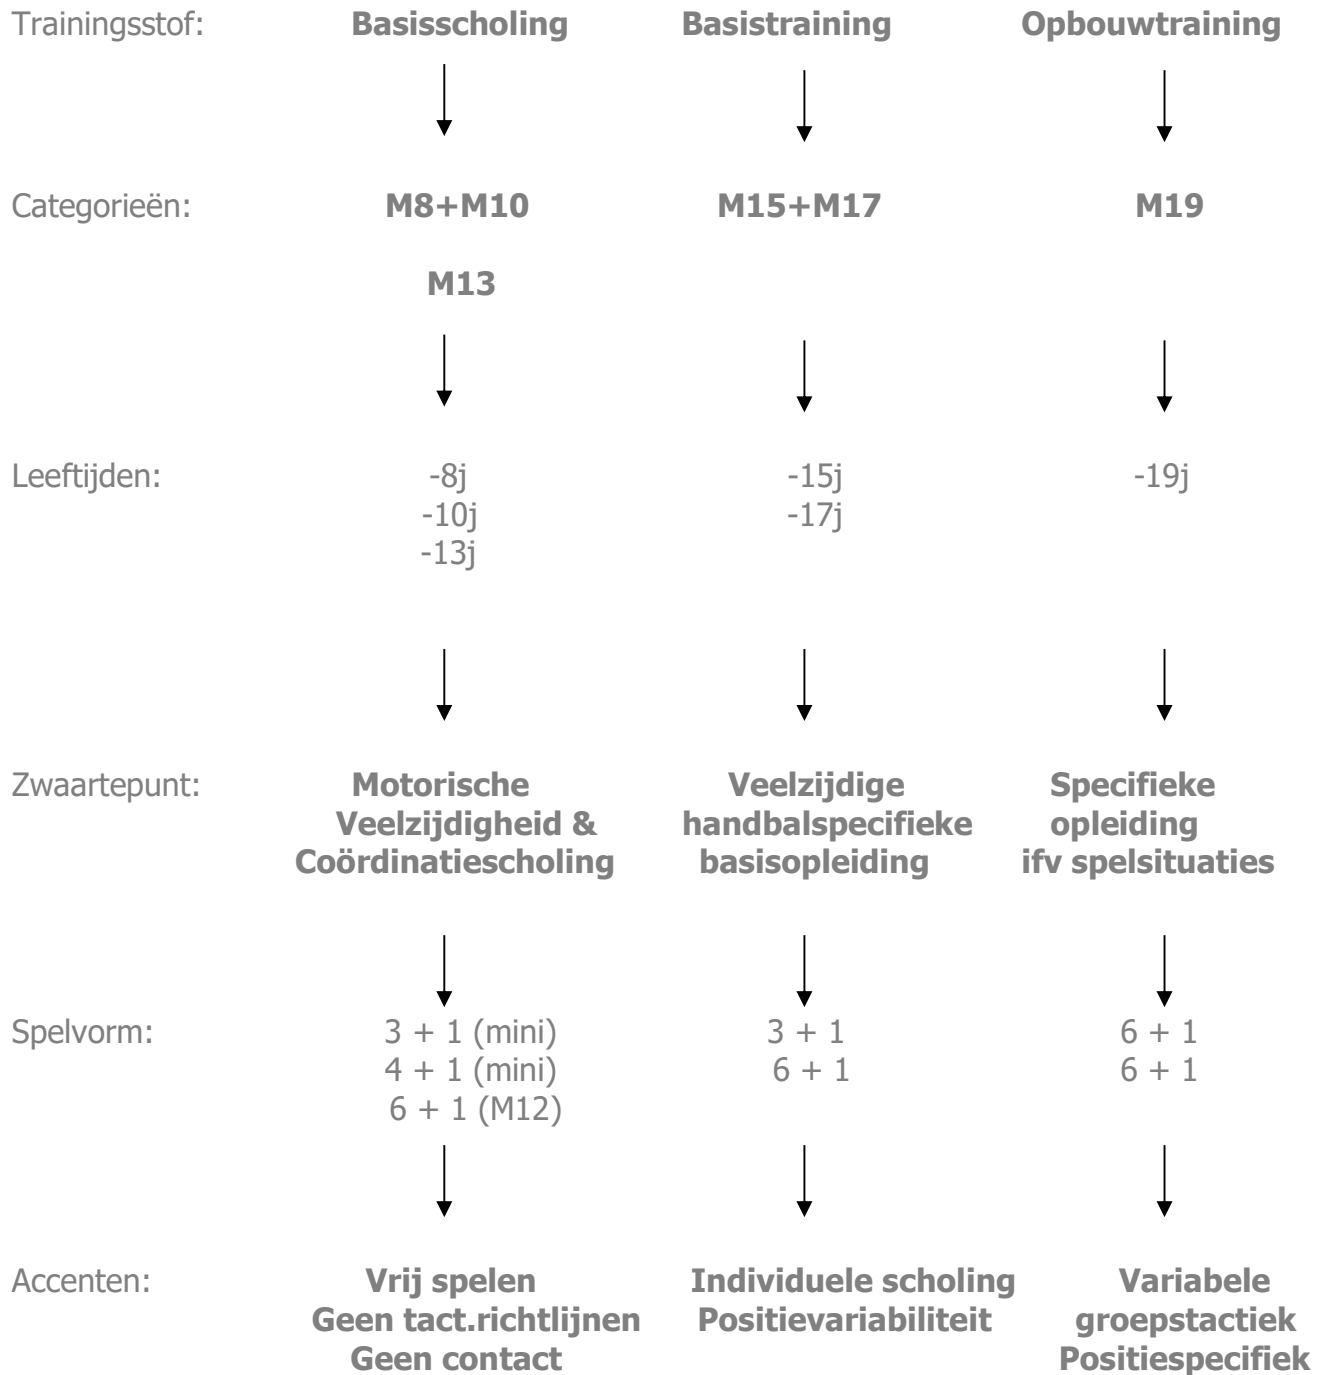 Trainingsstof: Basisscholing Basistraining Opbouwtraining
Categorieën: M8+M10 M15+M17 M19
M13
Leeftijden: -8j -15j -19j
-10j -17j
-13j
Zwaartepunt: Motorische Veelzijdige Specifieke
Veelzijdigheid & handbalspecifieke opleiding
Coördinatiescholing basisopleiding ifv spelsituaties
Spelvorm: 3 + 1 (mini) 3 + 1 6 + 1
4 + 1 (mini) 6 + 1 6 + 1
6 + 1 (M12)
Accenten: Vrij spelen Individuele scholing Variabele
Geen tact.richtlijnen Positievariabiliteit groepstactiek
Geen contact Positiespecifiek